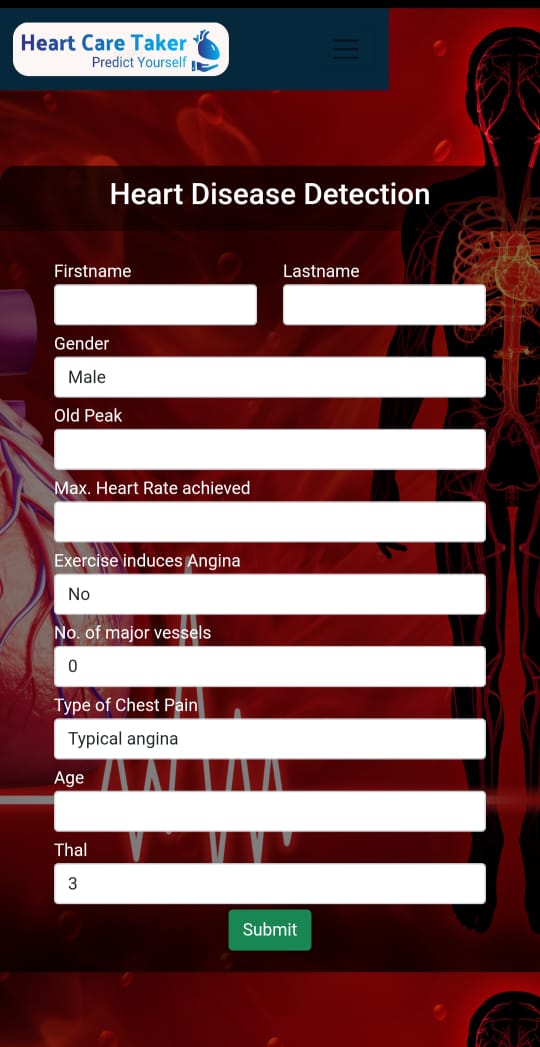 Heart Care Taker
Predict Yourself
Heart Disease Detection
Firstname Lastname
Gender
Male
Old Peak
Max. Heart Rate achieved
Exercise induces Angina
No
No. of major vessels
0
Type of Chest Pain
Typical angina
Age
Thal
3
Submit